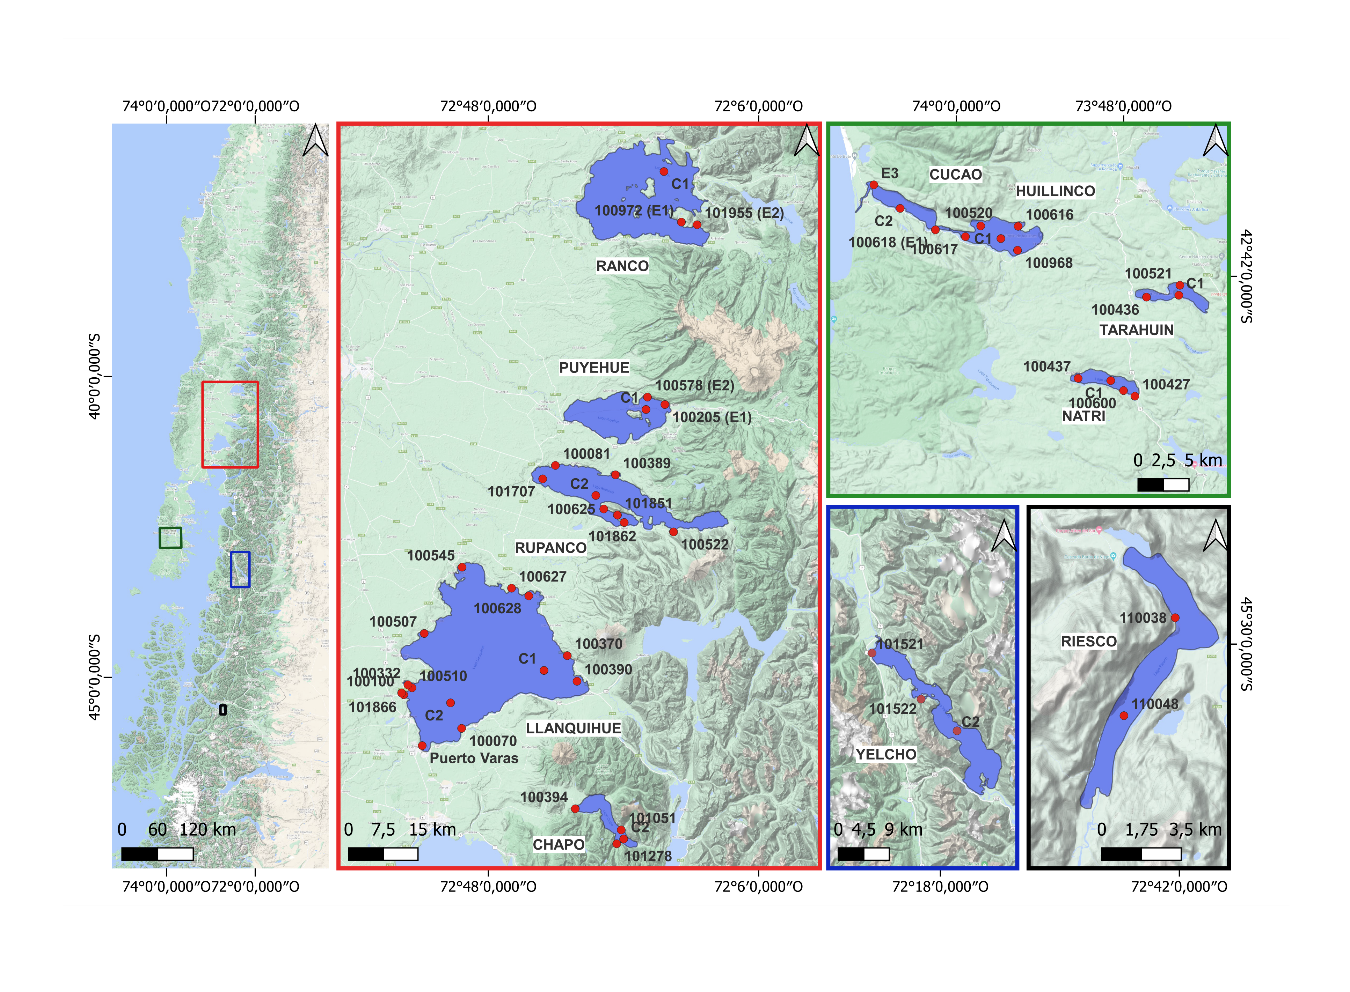 74°0′0,000″O
72°0′0,000″O
72°48′0,000″O
72°6′0,000″O
74°0′0,000″O
73°48′0,000″O
40°0′0,000″S
45°0′0,000″S
0 60 120 km
74°0′0,000″O
72°0′0,000″O
C1
100972 (E1)
101955 (E2)
RANCO
PUYEHUE
100578 (E2)
C1
100205 (E1)
100081
100389
101707
C2
100625
101851
101862
100522
RUPANCO
100545
100627
100628
100507
100370
C1
100390
100332
100510
100100
101866
C2
100070
LLANQUIHUE
Puerto Varas
100394
101051
C2
CHAPO
101278
0 7,5 15 km
72°48′0,000″O
72°6′0,000″O
E3
CUCAO
HUILLINCO
C2
100520
100616
100618 (E1)
C1
100617
100968
100521
C1
100436
TARAHUIN
100437
100427
C1
100600
NATRI
0 2,5 5 km
42°42′0,000″S
101521
101522
C2
YELCHO
0 4,5 9 km
72°18′0,000″O
110038
RIESCO
110048
0 1,75 3,5 km
45°30′0,000″S
72°42′0,000″O